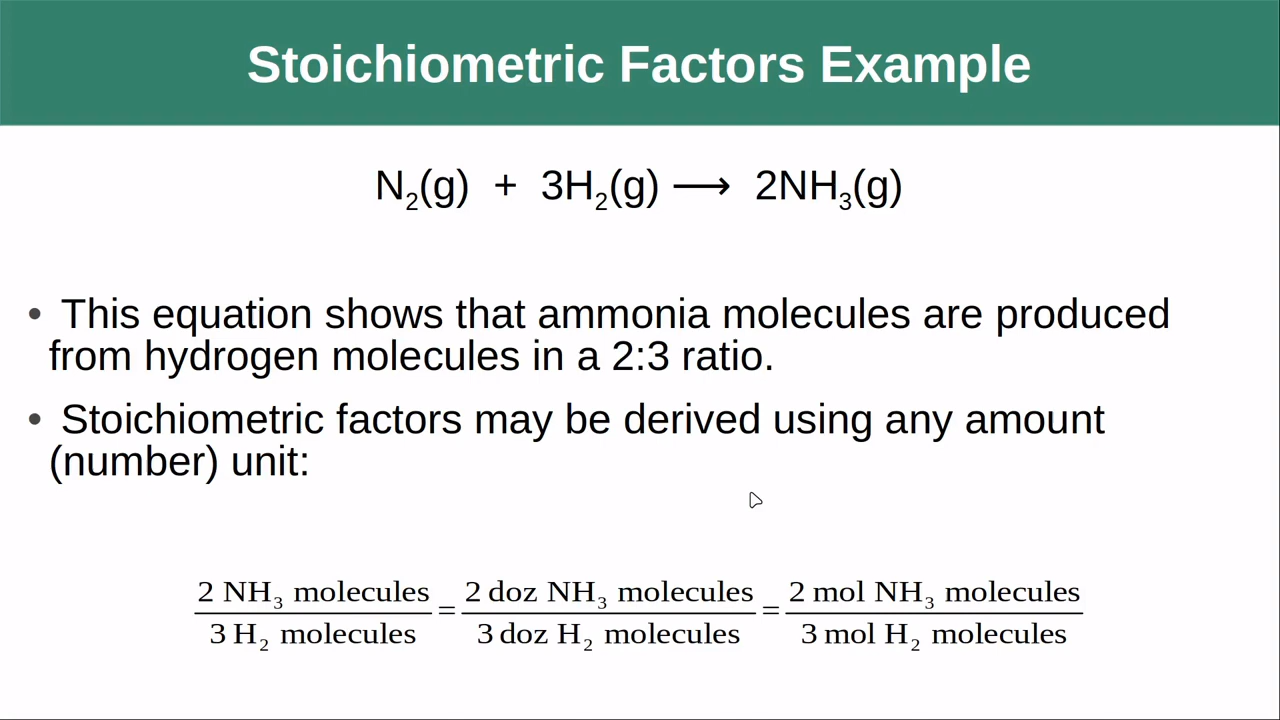 Stoichiometric Factors Example
N₂(g) + 3H₂(g) ⟶ 2NH₃(g)
• This equation shows that ammonia molecules are produced
from hydrogen molecules in a 2:3 ratio.
• Stoichiometric factors may be derived using any amount
(number) unit:
2 NH₃ molecules / 3 H₂ molecules = 2 doz NH₃ molecules / 3 doz H₂ molecules = 2 mol NH₃ molecules / 3 mol H₂ molecules